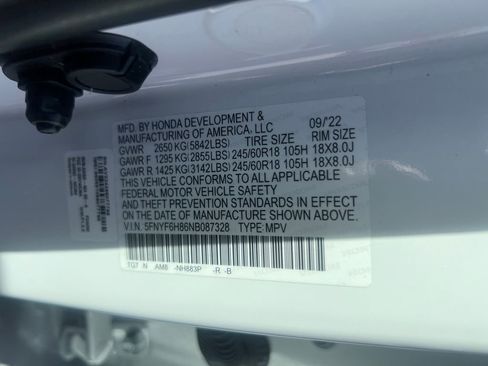 MFD. BY HONDA DEVELOPMENT & 09/22
MANUFACTURING OF AMERICA, LLC
TIRE SIZE RIM SIZE
GVWR 2650 KG(5842LBS)
GAWR F 1295 KG(2855LBS) 245/60R18 105H 18X8.0J
GAWR R 1425 KG(3142LBS) 245/60R18 105H 18X8.0J
THIS VEHICLE CONFORMS TO ALL APPLICABLE
FEDERAL MOTOR VEHICLE SAFETY
AND THEFT PREVENTION STANDARDS IN EFFECT
ON THE DATE OF MANUFACTURE SHOWN ABOVE.
V.I.N. 5FNYF6H86NB087328 TYPE: MPV
TGT N AM8 -NH883P -R -B